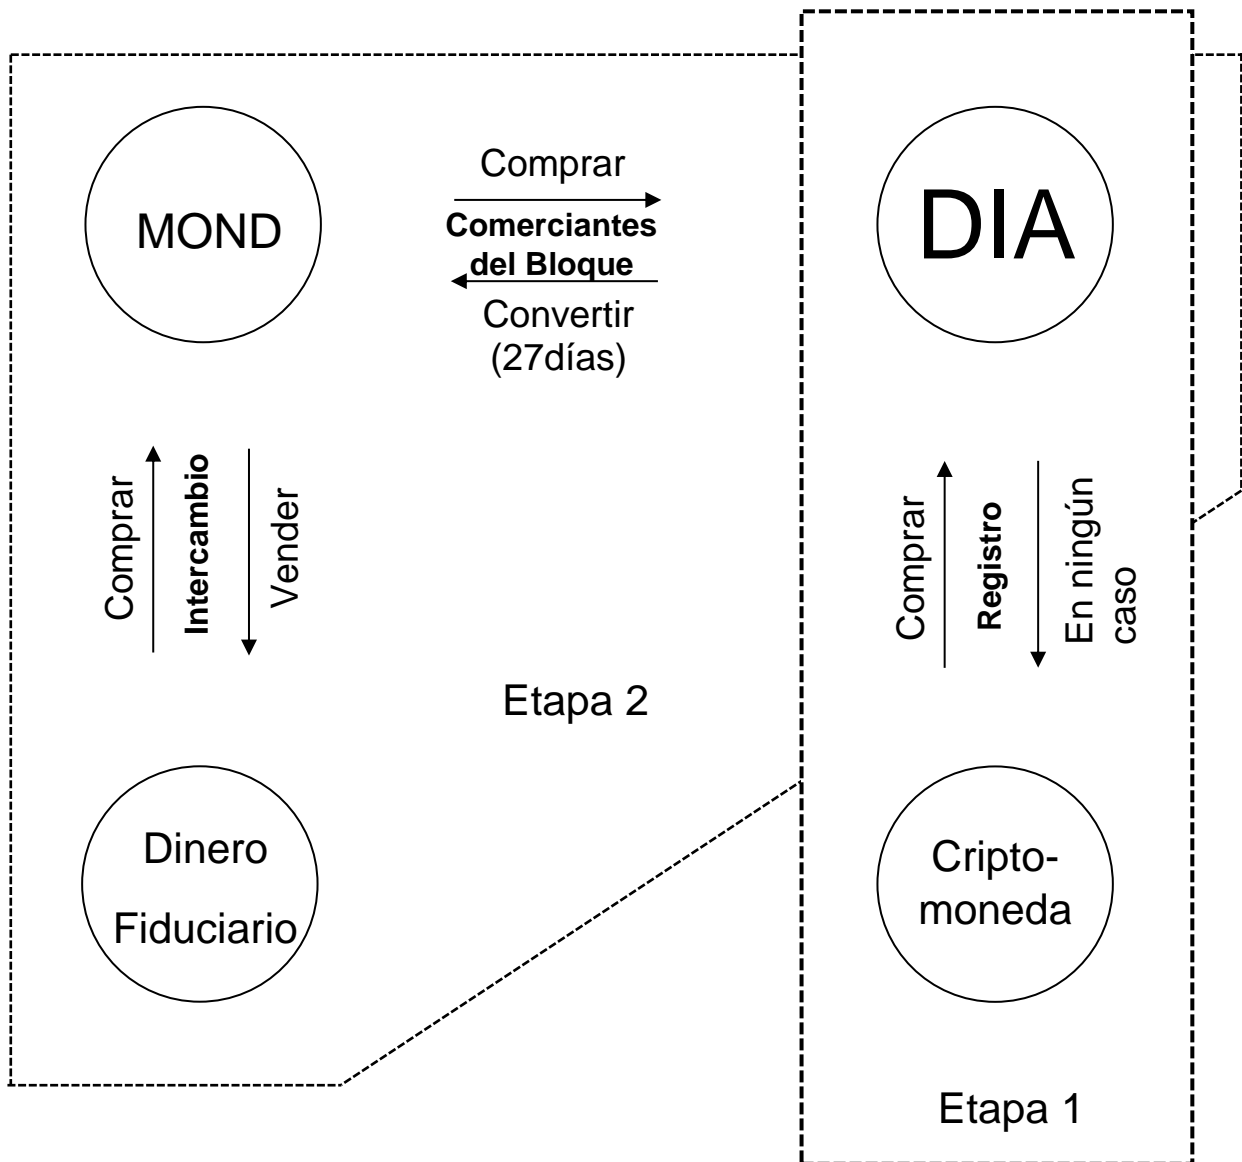 MOND
Comprar
Comerciantes
del Bloque
Convertir
(27días)
DIA
Comprar
Intercambio
Vender
Comprar
Registro
En ningún
caso
Etapa 2
Dinero
Fiduciario
Cripto-
moneda
Etapa 1